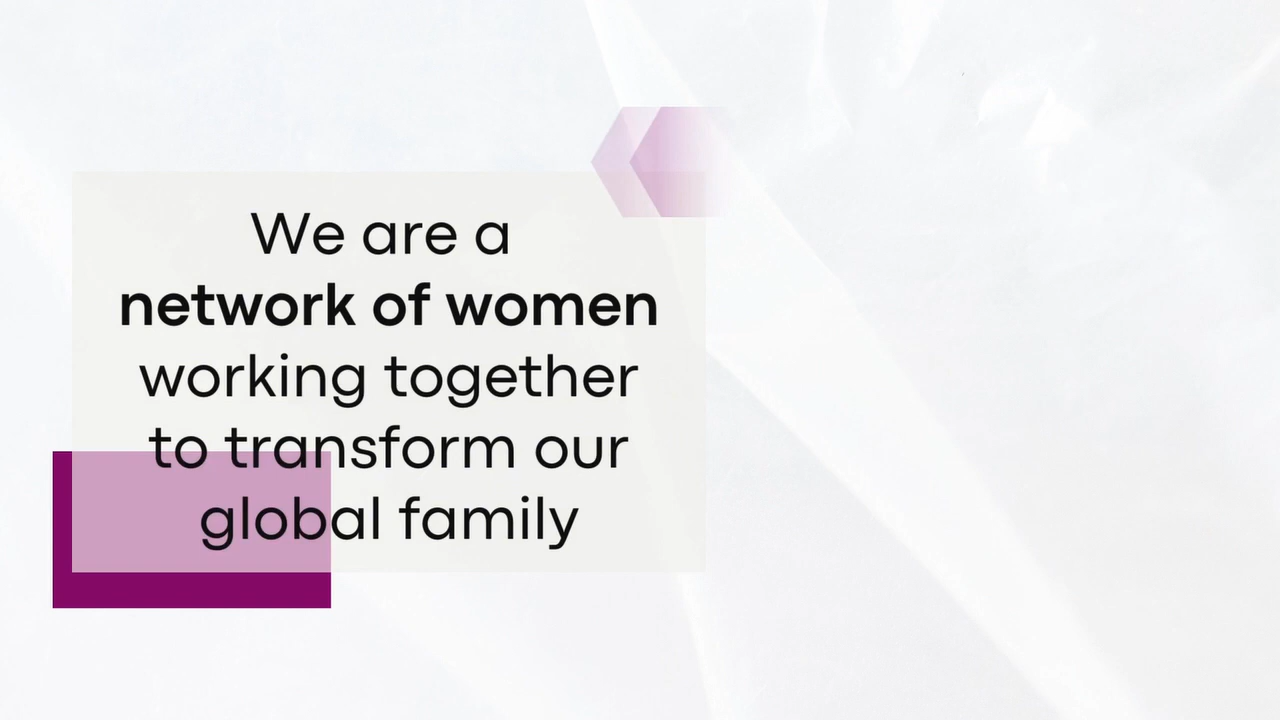 We are a
network of women
working together
to transform our
global family